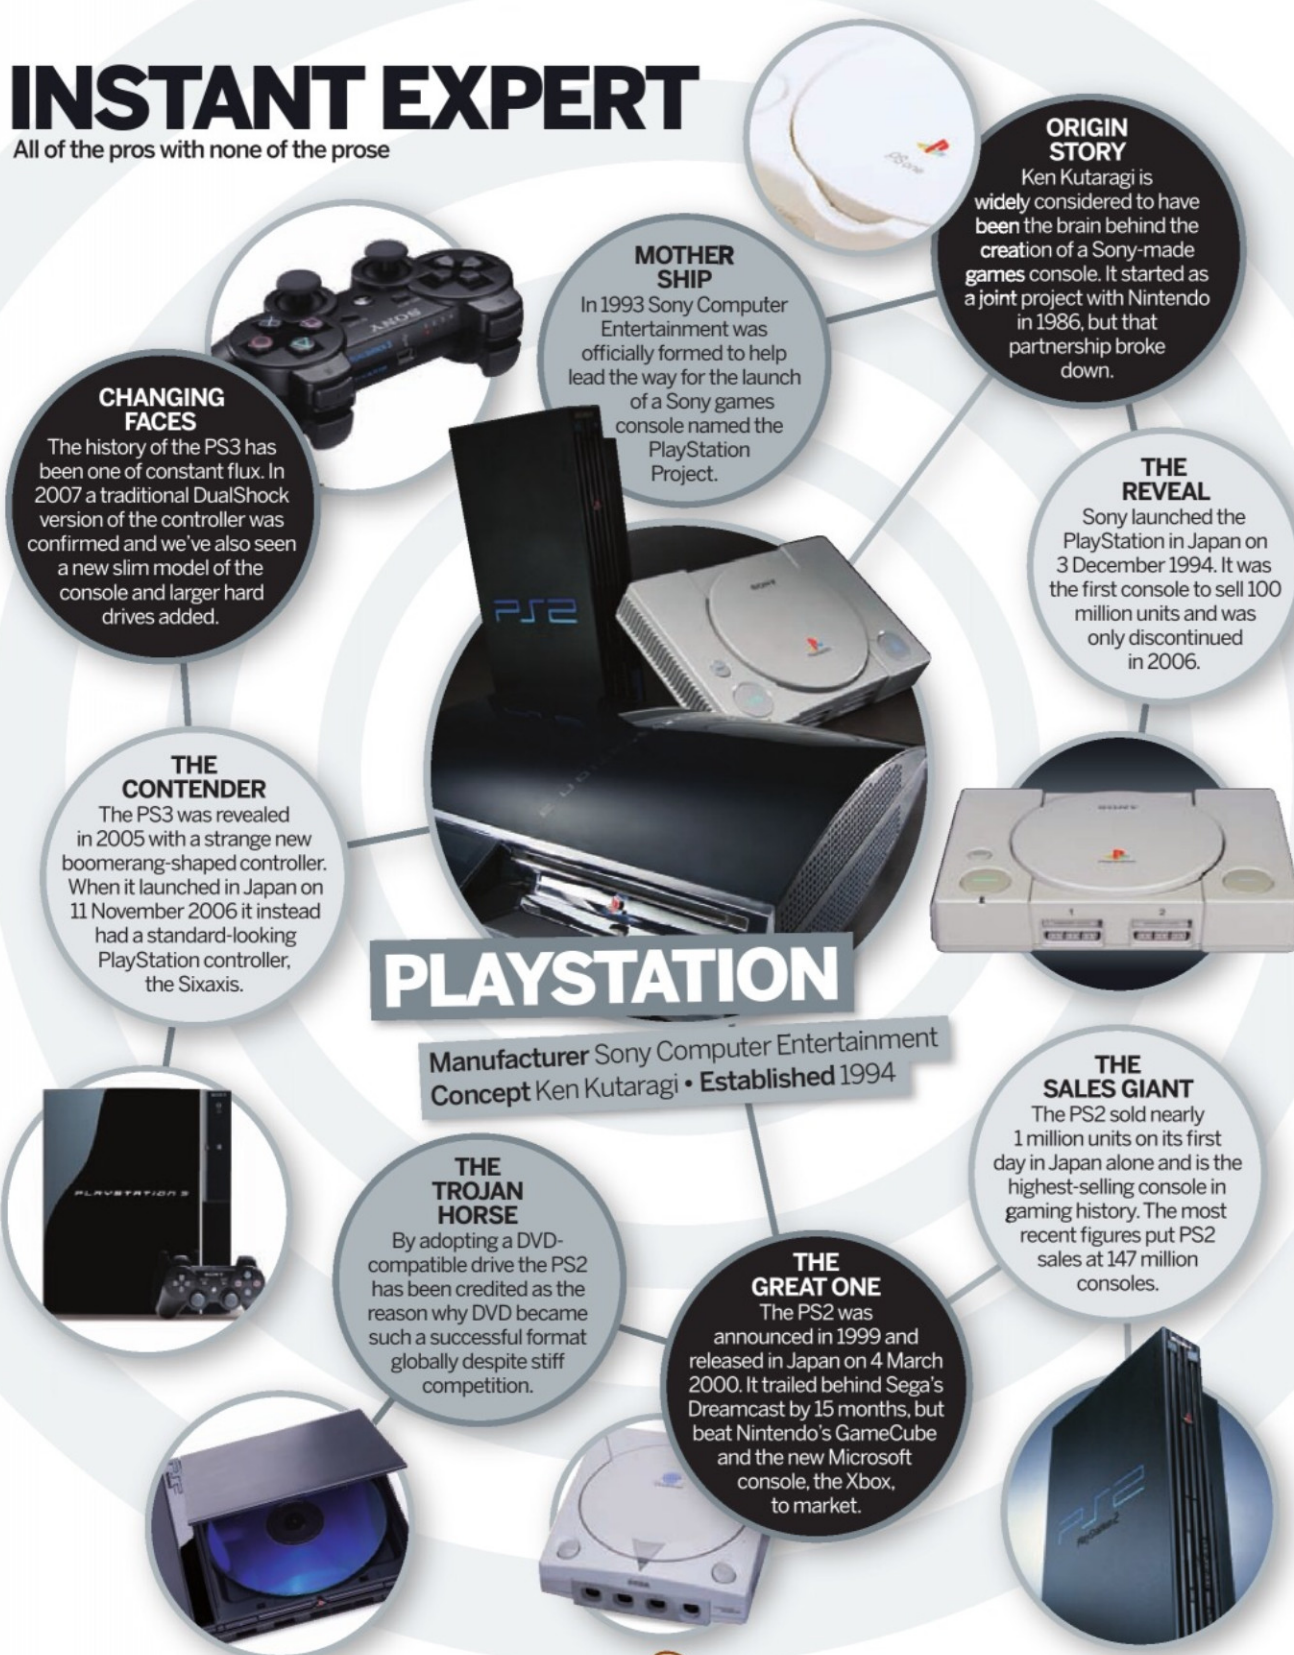 INSTANT EXPERT
All of the pros with none of the prose
PS one
ORIGIN
STORY
Ken Kutaragi is
widely considered to have
been the brain behind the
creation of a Sony-made
games console. It started as
a joint project with Nintendo
in 1986, but that
partnership broke
down.
MOTHER
SHIP
In 1993 Sony Computer
Entertainment was
officially formed to help
lead the way for the launch
of a Sony games
console named the
PlayStation
Project.
SONY
CHANGING
FACES
The history of the PS3 has
been one of constant flux. In
2007 a traditional DualShock
version of the controller was
confirmed and we've also seen
a new slim model of the
console and larger hard
drives added.
THE
REVEAL
Sony launched the
PlayStation in Japan on
3 December 1994. It was
the first console to sell 100
million units and was
only discontinued
in 2006.
PS2
SONY
THE
CONTENDER
The PS3 was revealed
in 2005 with a strange new
boomerang-shaped controller.
When it launched in Japan on
11 November 2006 it instead
had a standard-looking
PlayStation controller,
the Sixaxis.
SONY
1 2
PLAYSTATION
Manufacturer Sony Computer Entertainment
Concept Ken Kutaragi • Established 1994
PLAYSTATION 3
SONY
THE
SALES GIANT
The PS2 sold nearly
1 million units on its first
day in Japan alone and is the
highest-selling console in
gaming history. The most
recent figures put PS2
sales at 147 million
consoles.
THE
TROJAN
HORSE
By adopting a DVD-
compatible drive the PS2
has been credited as the
reason why DVD became
such a successful format
globally despite stiff
competition.
THE
GREAT ONE
The PS2 was
announced in 1999 and
released in Japan on 4 March
2000. It trailed behind Sega's
Dreamcast by 15 months, but
beat Nintendo's GameCube
and the new Microsoft
console, the Xbox,
to market.
PS2
SEGA
PS2
PlayStation 2